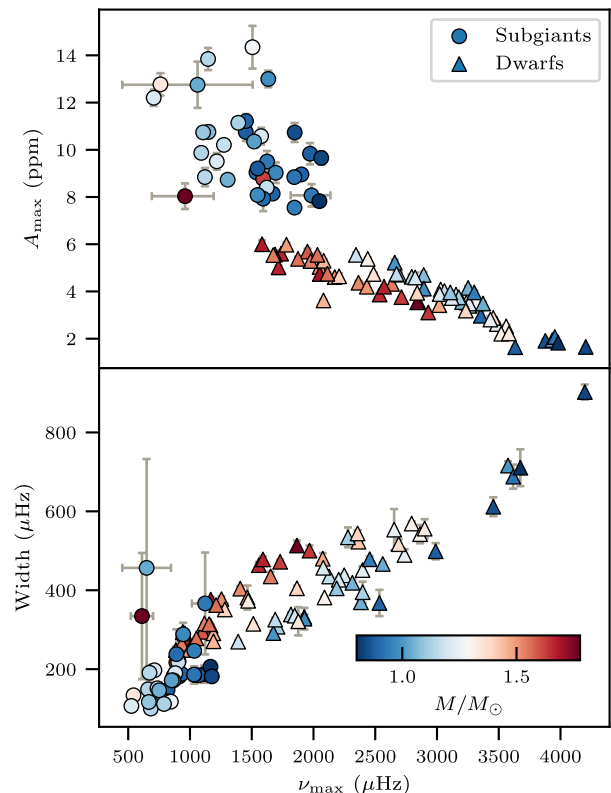 Subgiants
Dwarfs
14
12
10
8
6
4
2
A_max (ppm)
800
600
400
200
Width (μHz)
1.0 1.5
M/M_⊙
500 1000 1500 2000 2500 3000 3500 4000
ν_max (μHz)